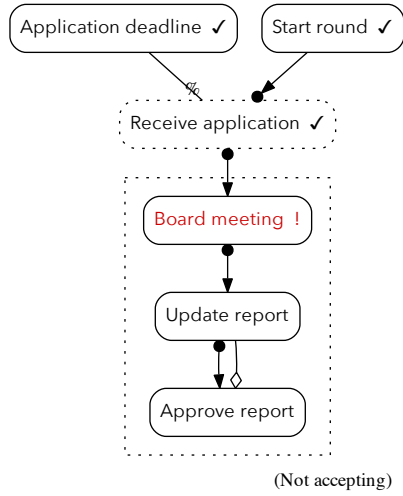 Application deadline ✓
Start round ✓
%
Receive application ✓
Board meeting !
Update report
Approve report
(Not accepting)